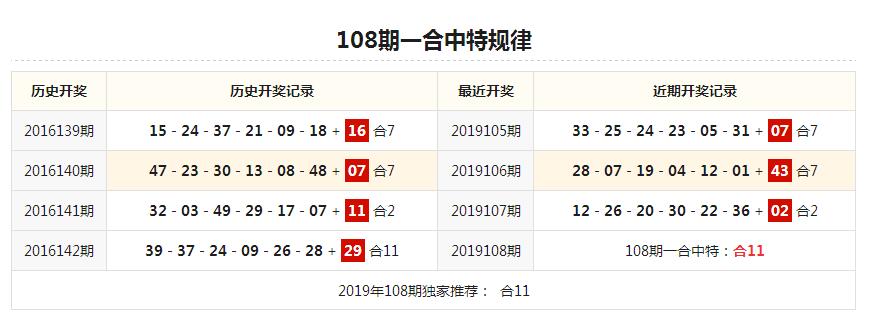 108期一合中特规律
历史开奖 历史开奖记录 最近开奖 近期开奖记录
2016139期 15 - 24 - 37 - 21 - 09 - 18 + 16 合7 2019105期 33 - 25 - 24 - 23 - 05 - 31 + 07 合7
2016140期 47 - 23 - 30 - 13 - 08 - 48 + 07 合7 2019106期 28 - 07 - 19 - 04 - 12 - 01 + 43 合7
2016141期 32 - 03 - 49 - 29 - 17 - 07 + 11 合2 2019107期 12 - 26 - 20 - 30 - 22 - 36 + 02 合2
2016142期 39 - 37 - 24 - 09 - 26 - 28 + 29 合11 2019108期 108期一合中特：合11
2019年108期独家推荐： 合11